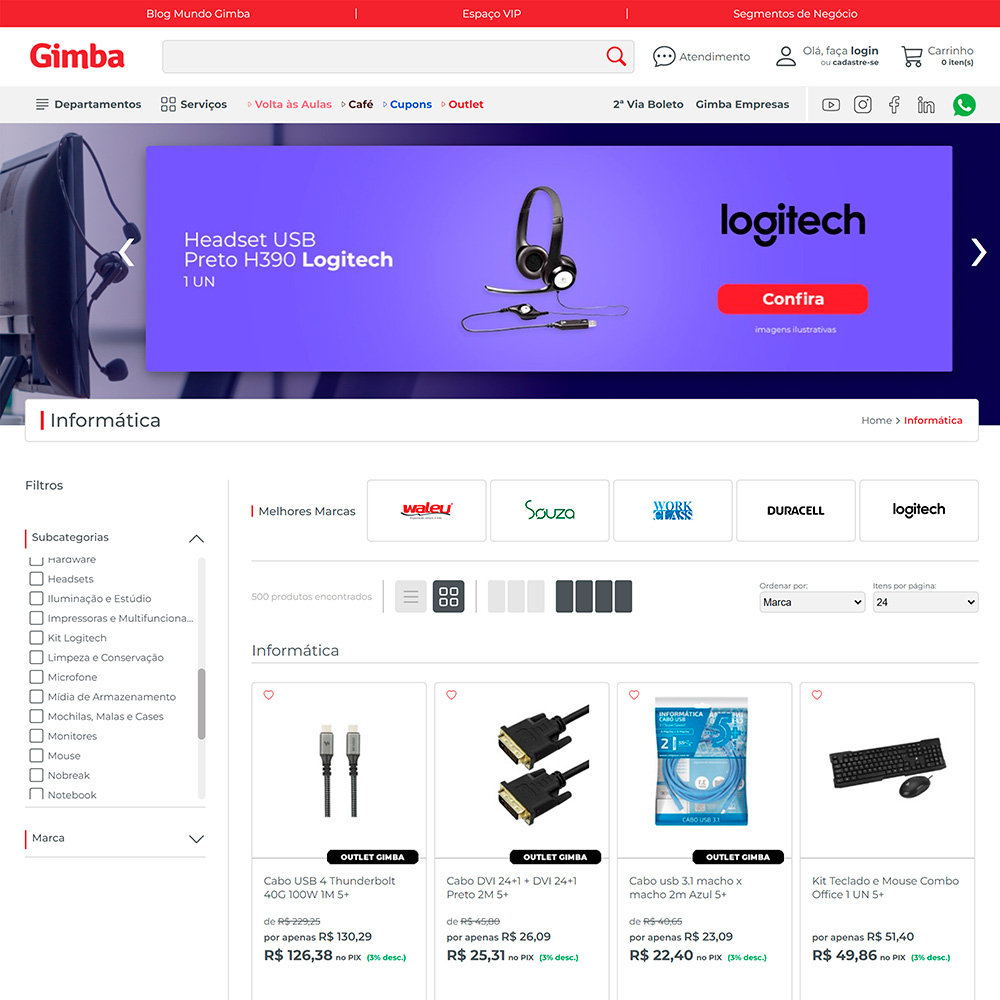 Blog Mundo Gimba
Espaço VIP
Segmentos de Negócio
Gimba
Atendimento
Olá, faça login
ou cadastre-se
Carrinho
0 iten(s)
Departamentos
Serviços
Volta às Aulas
Café
Cupons
Outlet
2ª Via Boleto
Gimba Empresas
Headset USB
Preto H390 Logitech
1 UN
logitech
Confira
imagens ilustrativas
Informática
Home > Informática
Filtros
Subcategorias
Hardware
Headsets
Iluminação e Estúdio
Impressoras e Multifunciona...
Kit Logitech
Limpeza e Conservação
Microfone
Mídia de Armazenamento
Mochilas, Malas e Cases
Monitores
Mouse
Nobreak
Notebook
Marca
Melhores Marcas
waleu
Souza
WORK
CLASS
DURACELL
logitech
500 produtos encontrados
Ordenar por:
Marca
Itens por página:
24
Informática
INFORMÁTICA
CABO USB
5+
2
CABO USB 3.1
OUTLET GIMBA
OUTLET GIMBA
OUTLET GIMBA
Cabo USB 4 Thunderbolt
40G 100W 1M 5+
de R$ 229,25
por apenas R$ 130,29
R$ 126,38 no PIX (3% desc.)
Cabo DVI 24+1 + DVI 24+1
Preto 2M 5+
de R$ 45,80
por apenas R$ 26,09
R$ 25,31 no PIX (3% desc.)
Cabo usb 3.1 macho x
macho 2m Azul 5+
de R$ 40,65
por apenas R$ 23,09
R$ 22,40 no PIX (3% desc.)
Kit Teclado e Mouse Combo
Office 1 UN 5+
por apenas R$ 51,40
R$ 49,86 no PIX (3% desc.)